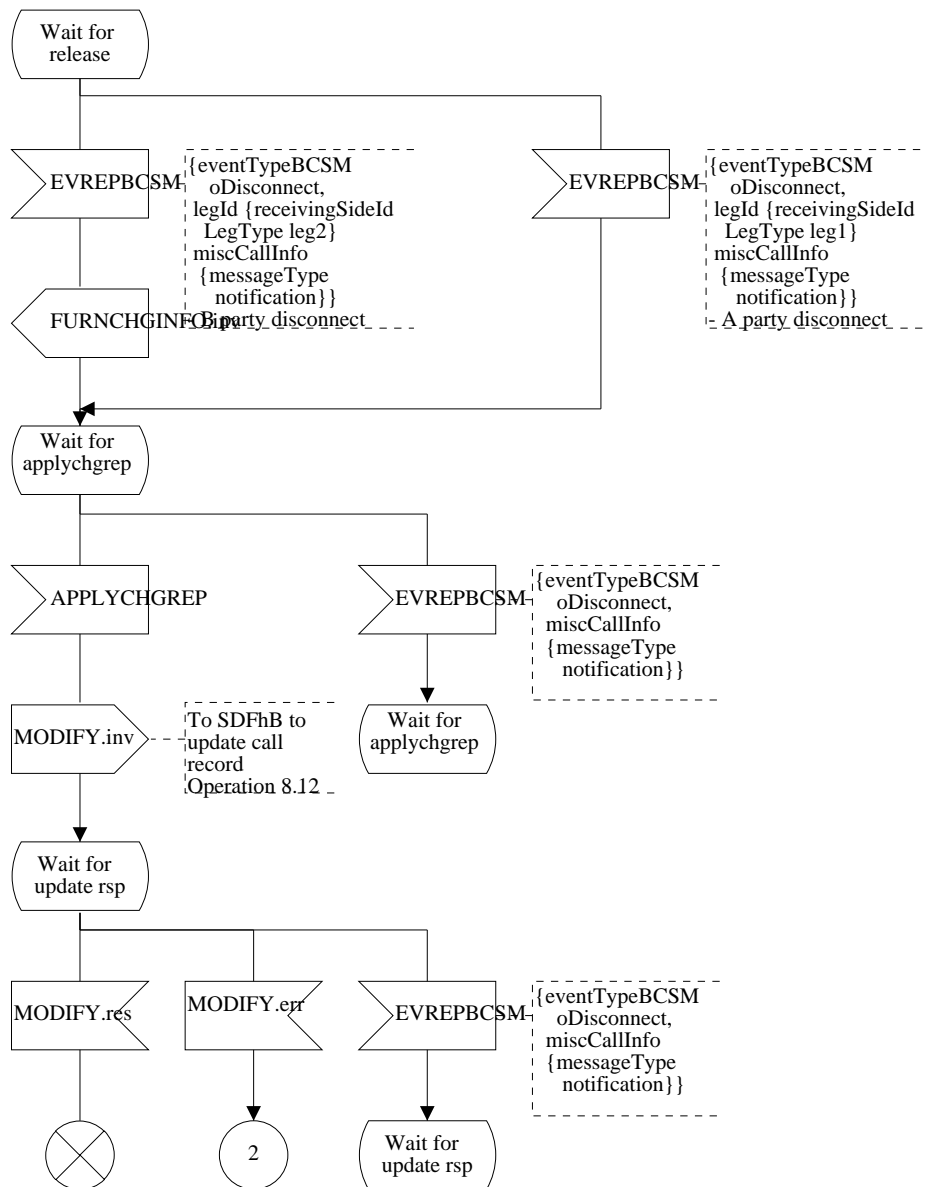 Wait for
release
EVREPBCSM
{eventTypeBCSM
oDisconnect,
legId {receivingSideId
LegType leg2}
miscCallInfo
{messageType
notification}}
- B party disconnect
EVREPBCSM
{eventTypeBCSM
oDisconnect,
legId {receivingSideId
LegType leg1}
miscCallInfo
{messageType
notification}}
- A party disconnect
FURNCHGINFO.inv
Wait for
applychgrep
APPLYCHGREP
EVREPBCSM
{eventTypeBCSM
oDisconnect,
miscCallInfo
{messageType
notification}}
MODIFY.inv
To SDFhB to
update call
record
Operation 8.12
Wait for
applychgrep
Wait for
update rsp
MODIFY.res
MODIFY.err
EVREPBCSM
{eventTypeBCSM
oDisconnect,
miscCallInfo
{messageType
notification}}
2
Wait for
update rsp